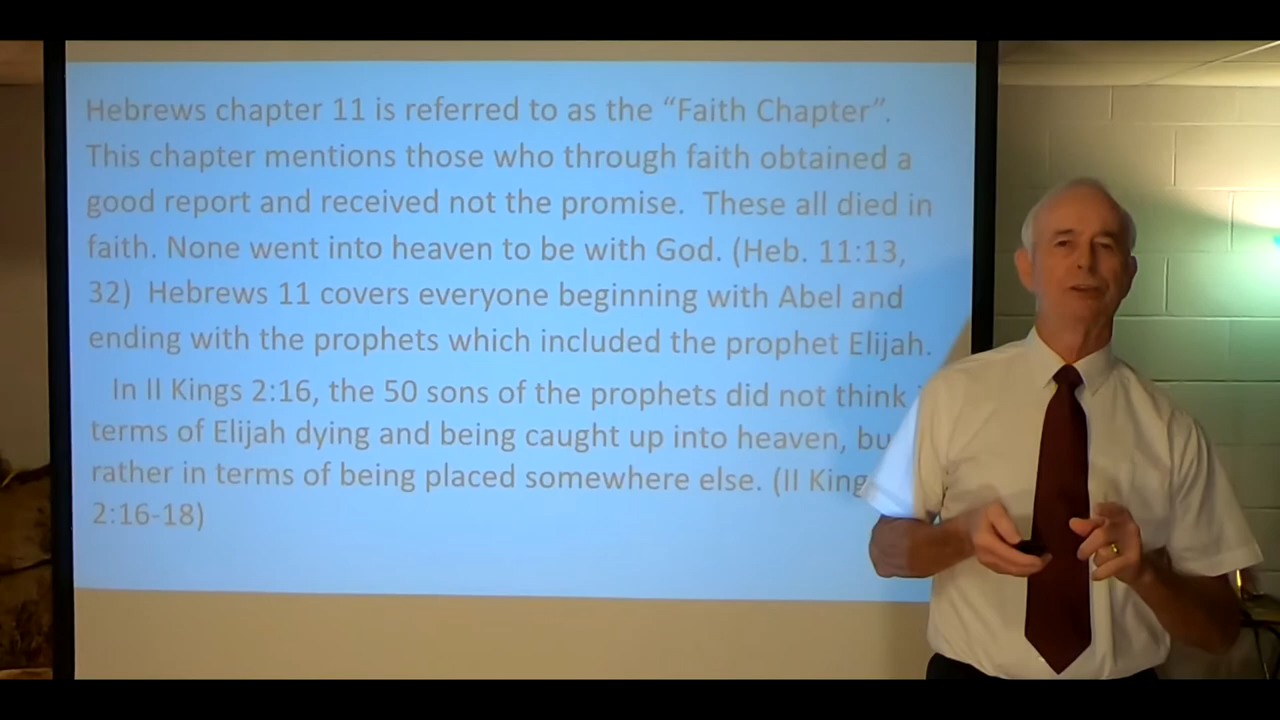 Hebrews chapter 11 is referred to as the “Faith Chapter”.
This chapter mentions those who through faith obtained a
good report and received not the promise.  These all died in
faith. None went into heaven to be with God. (Heb. 11:13,
32)  Hebrews 11 covers everyone beginning with Abel and
ending with the prophets which included the prophet Elijah.
In II Kings 2:16, the 50 sons of the prophets did not think
terms of Elijah dying and being caught up into heaven,
rather in terms of being placed somewhere else. (II
2:16-18)